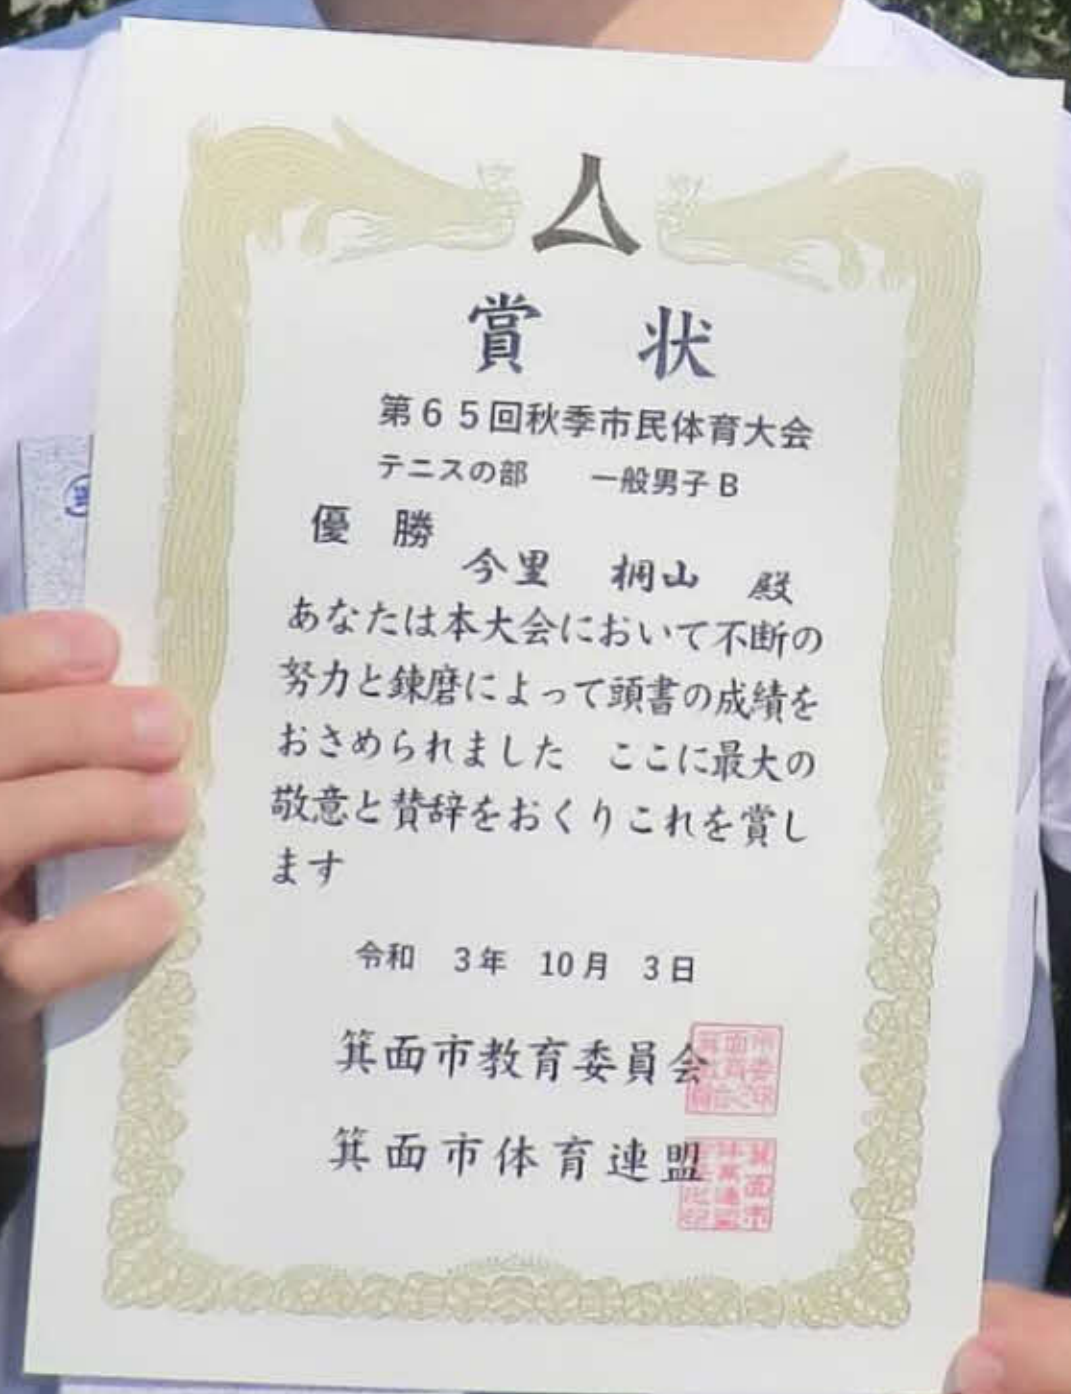 賞 状
第65回秋季市民体育大会
テニスの部 一般男子B
優 勝
今里 桐山 殿
あなたは本大会において不断の
努力と錬磨によって頭書の成績を
おさめられました ここに最大の
敬意と賛辞をおくりこれを賞し
ます
令和 3年 10月 3日
箕面市教育委員会
箕面市体育連盟